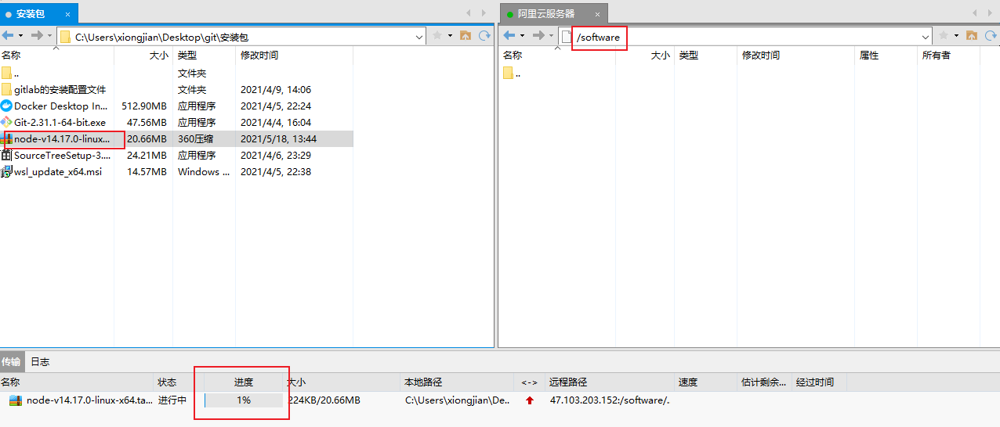 安装包 × 阿里云服务器 ×
C:\Users\xiongjian\Desktop\git\安装包
/software
名称 大小 类型 修改时间
.. 文件夹
gitlab的安装配置文件 文件夹 2021/4/9, 14:06
Docker Desktop In... 512.90MB 应用程序 2021/4/5, 22:24
Git-2.31.1-64-bit.exe 47.56MB 应用程序 2021/4/4, 16:04
node-v14.17.0-linux... 20.66MB 360压缩 2021/5/18, 13:44
SourceTreeSetup-3.... 24.21MB 应用程序 2021/4/6, 23:29
wsl_update_x64.msi 14.57MB Windows ... 2021/4/5, 22:38
名称 大小 类型 修改时间 属性 所有者
..
传输 日志
名称 状态 进度 大小 本地路径 <-> 远程路径 速度 估计剩余... 经过时间
node-v14.17.0-linux-x64.ta... 进行中 1% 224KB/20.66MB C:\Users\xiongjian\De.. 47.103.203.152:/software/..